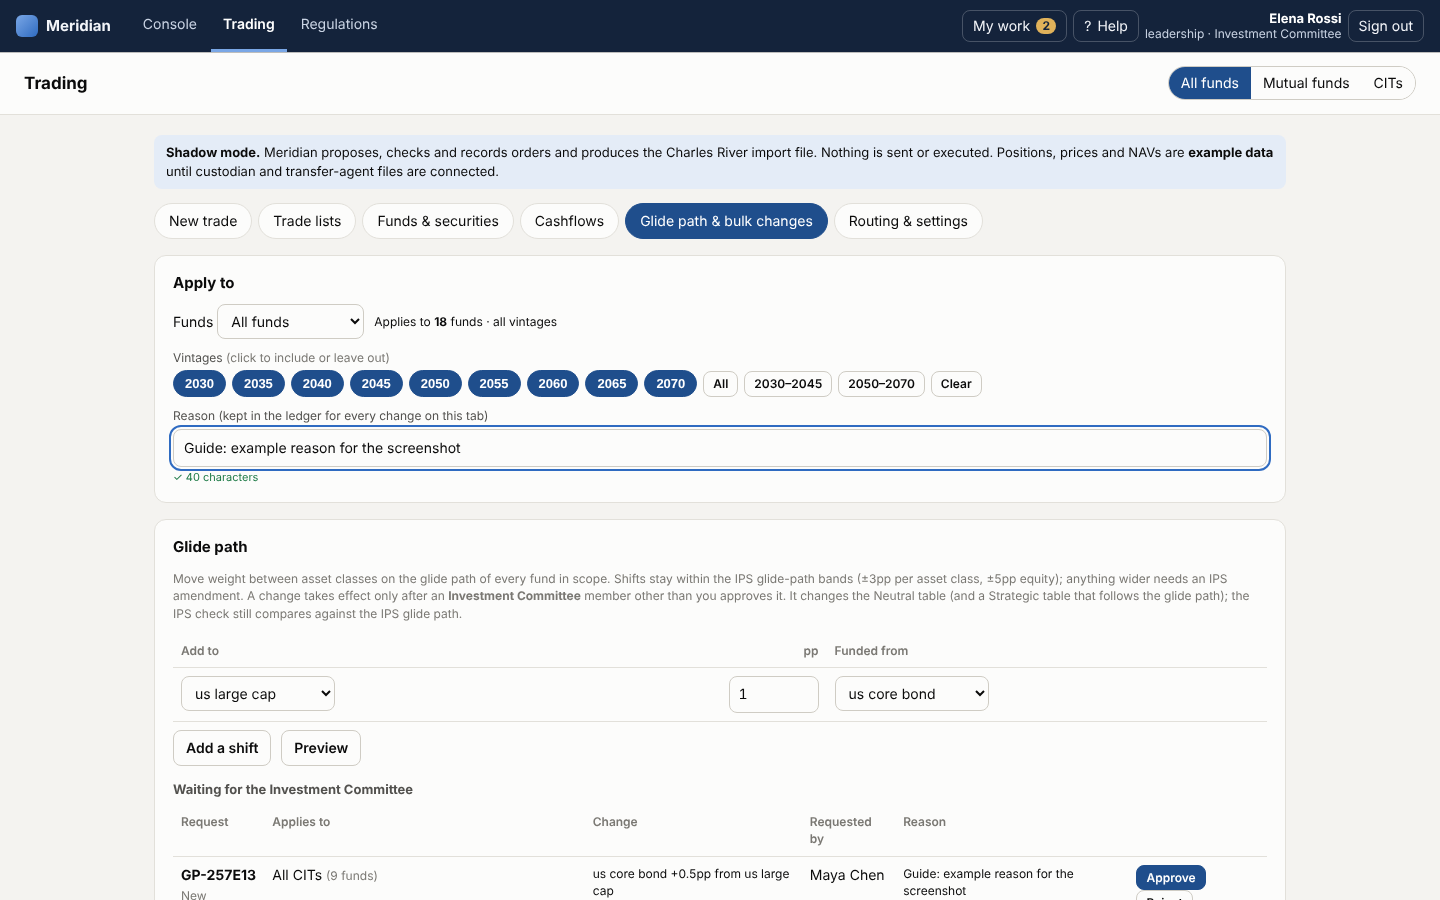 Meridian Console Trading Regulations My work 2 ? Help Elena Rossi Sign out
leadership · Investment Committee
Trading All funds Mutual funds CITs
Shadow mode. Meridian proposes, checks and records orders and produces the Charles River import file. Nothing is sent or executed. Positions, prices and NAVs are example data
until custodian and transfer-agent files are connected.
New trade Trade lists Funds & securities Cashflows Glide path & bulk changes Routing & settings
Apply to
Funds All funds Applies to 18 funds · all vintages
Vintages (click to include or leave out)
2030 2035 2040 2045 2050 2055 2060 2065 2070 All 2030–2045 2050–2070 Clear
Reason (kept in the ledger for every change on this tab)
Guide: example reason for the screenshot
✓ 40 characters
Glide path
Move weight between asset classes on the glide path of every fund in scope. Shifts stay within the IPS glide-path bands (±3pp per asset class, ±5pp equity); anything wider needs an IPS
amendment. A change takes effect only after an Investment Committee member other than you approves it. It changes the Neutral table (and a Strategic table that follows the glide path); the
IPS check still compares against the IPS glide path.
Add to pp Funded from
us large cap 1 us core bond
Add a shift Preview
Waiting for the Investment Committee
Request Applies to Change Requested Reason
by
GP-257E13 All CITs (9 funds) us core bond +0.5pp from us large Maya Chen Guide: example reason for the Approve
New cap screenshot